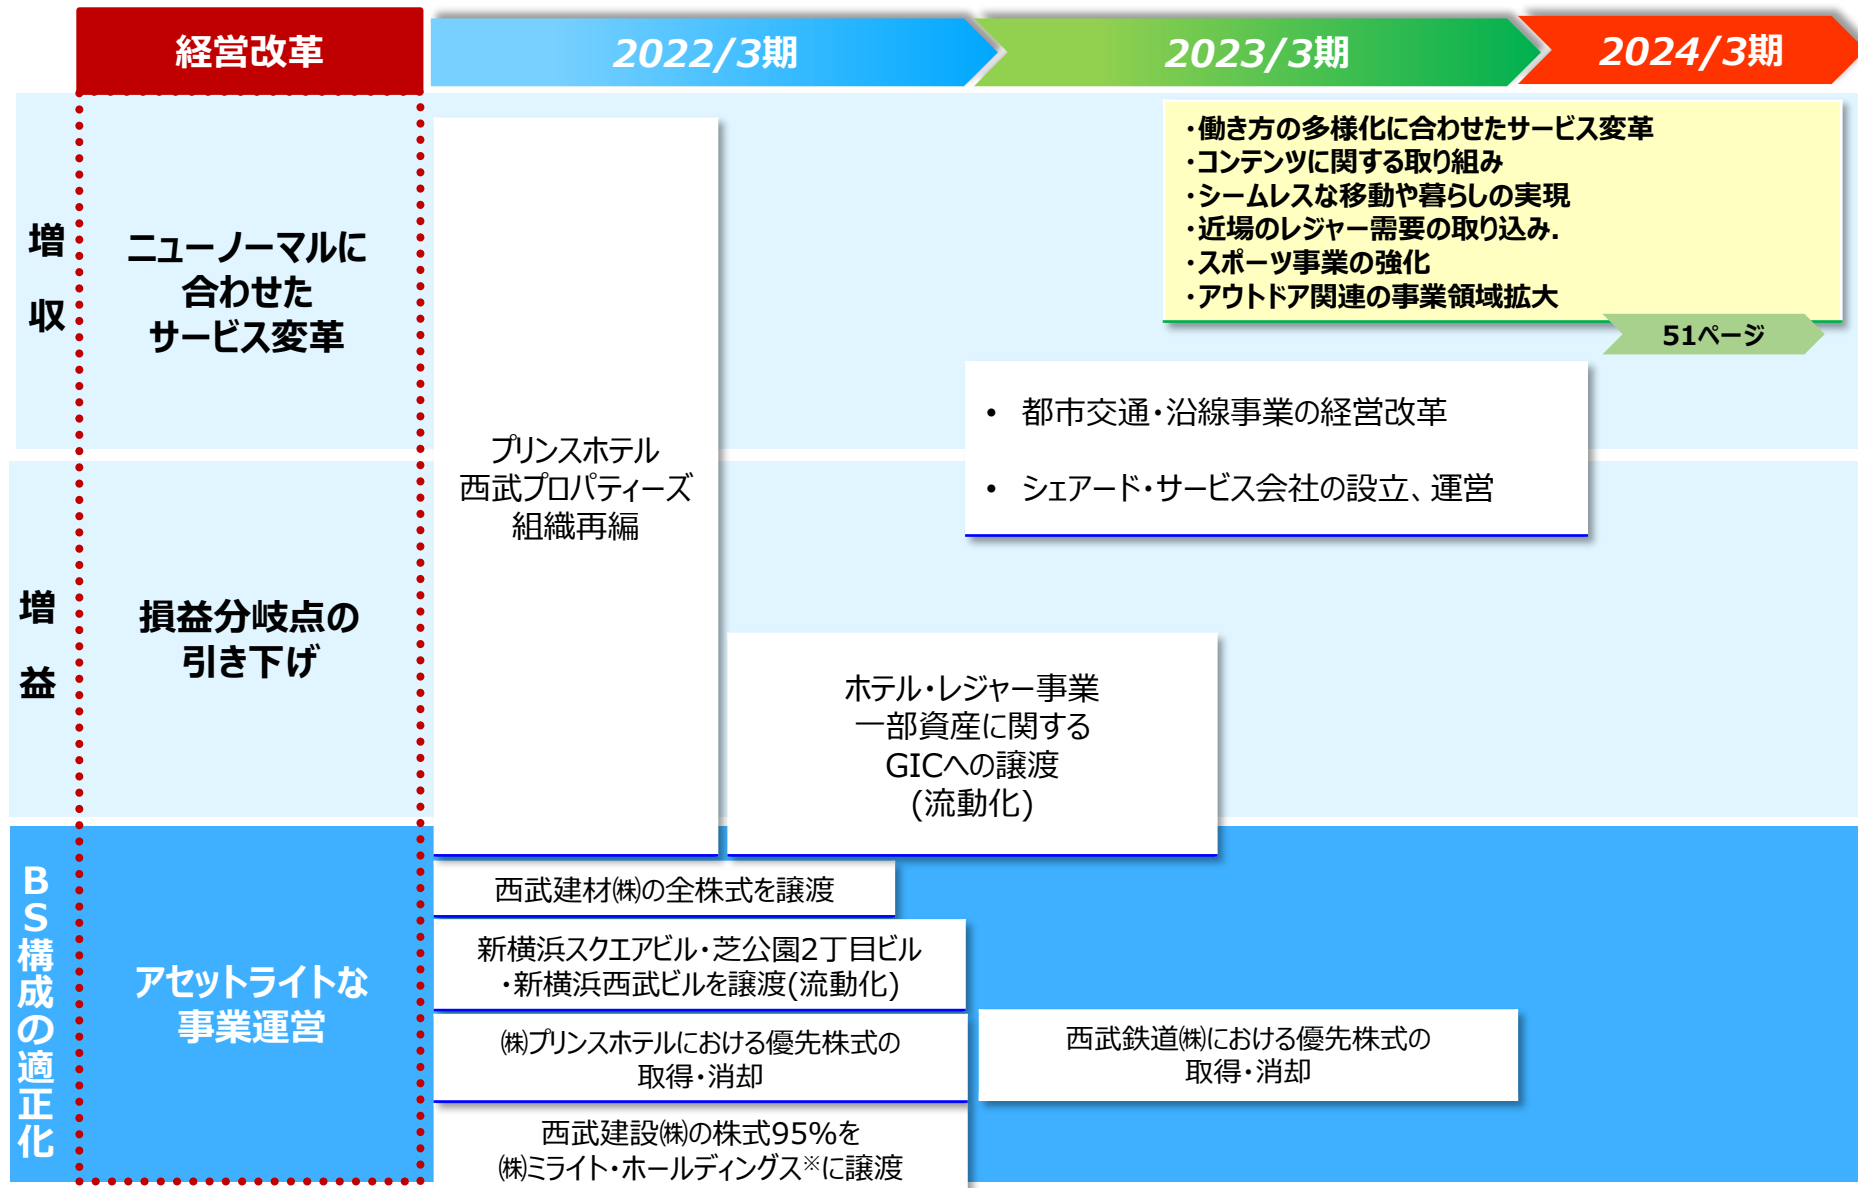 経営改革
2022/3期
2023/3期
2024/3期
増
収
ニューノーマルに
合わせた
サービス変革
・働き方の多様化に合わせたサービス変革
・コンテンツに関する取り組み
・シームレスな移動や暮らしの実現
・近場のレジャー需要の取り込み.
・スポーツ事業の強化
・アウトドア関連の事業領域拡大
51ページ
• 都市交通・沿線事業の経営改革
• シェアード・サービス会社の設立、運営
プリンスホテル
西武プロパティーズ
組織再編
増
益
損益分岐点の
引き下げ
ホテル・レジャー事業
一部資産に関する
GICへの譲渡
(流動化)
BS構成の適正化
アセットライトな
事業運営
西武建材㈱の全株式を譲渡
新横浜スクエアビル・芝公園2丁目ビル
・新横浜西武ビルを譲渡(流動化)
㈱プリンスホテルにおける優先株式の
取得・消却
西武鉄道㈱における優先株式の
取得・消却
西武建設㈱の株式95%を
㈱ミライト・ホールディングス※に譲渡